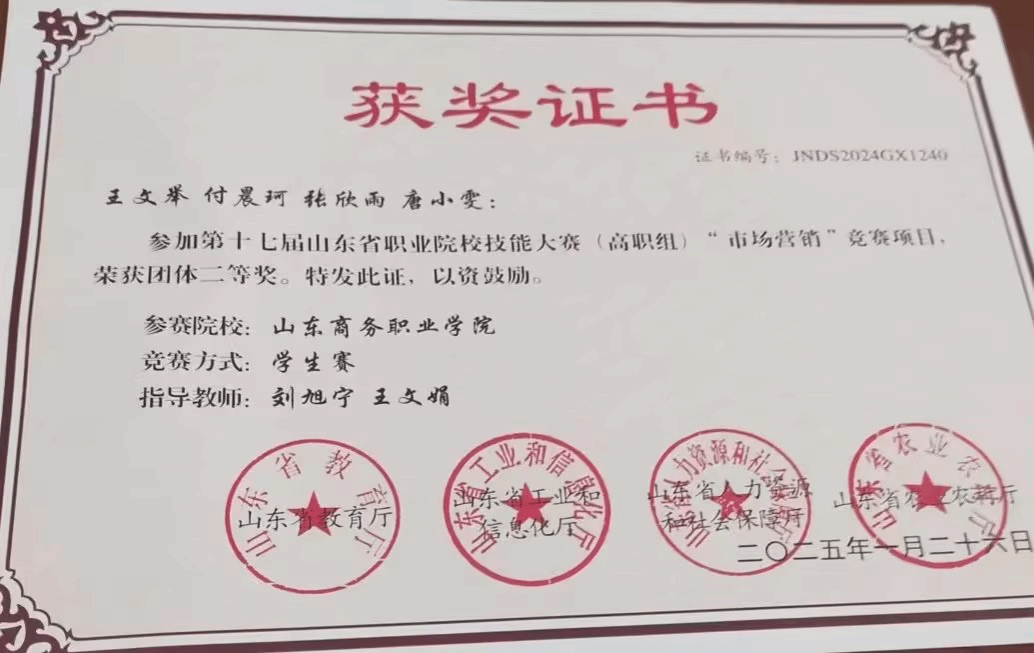 获奖证书
证书编号：JNDS2024GX1240
王文举 付晨珂 张欣雨 唐小雯：
参加第十七届山东省职业院校技能大赛（高职组）“市场营销”竞赛项目，
荣获团体二等奖。特发此证，以资鼓励。
参赛院校：山东商务职业学院
竞赛方式：学生赛
指导教师：刘旭宁 王文娟
山东省教育厅
山东省教育厅
山东省工业和信息化厅
山东省工业和
信息化厅
山东省人力资源和社会保障厅
山东省人力资源
和社会保障厅
山东省农业农村厅
山东省农业农村厅
二〇二五年一月二十六日